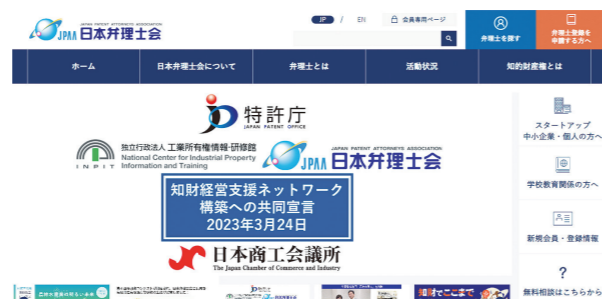 JAPAN PATENT ATTORNEYS ASSOCIATION
JPAA 日本弁理士会
JP / EN
会員専用ページ
弁理士を探す
弁理士登録を
申請する方へ
ホーム
日本弁理士会について
弁理士とは
活動状況
知的財産権とは
特許庁
JAPAN PATENT OFFICE
INPIT
独立行政法人 工業所有権情報・研修館
National Center for Industrial Property
Information and Training
JAPAN PATENT ATTORNEYS ASSOCIATION
JPAA 日本弁理士会
知財経営支援ネットワーク
構築への共同宣言
2023年3月24日
日本商工会議所
The Japan Chamber of Commerce and Industry
スタートアップ
中小企業・個人の方へ
学校教育関係の方へ
新規会員・登録情報
?
無料相談はこちらから
知財でここまで